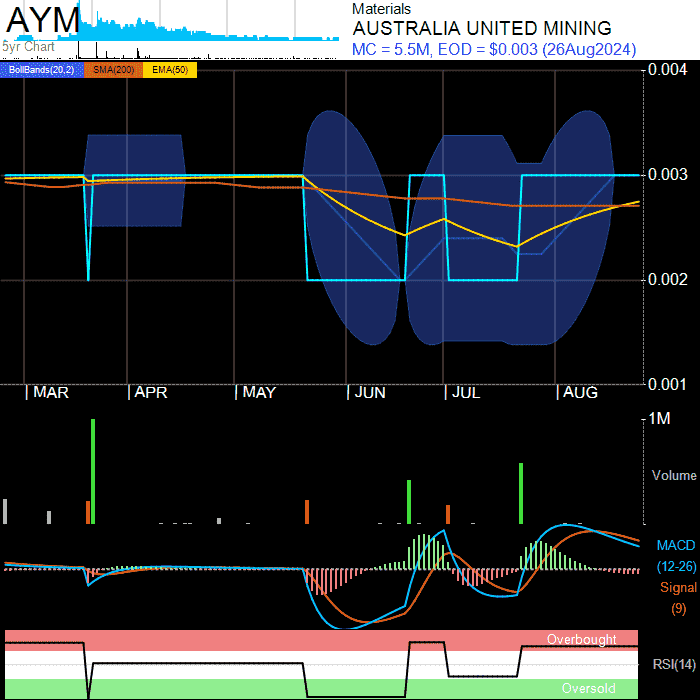 AYM
5yr Chart
Materials
AUSTRALIA UNITED MINING
MC = 5.5M, EOD = $0.003 (26Aug2024)
BollBands(20,2) SMA(200) EMA(50)
0.004
0.003
0.002
0.001
MAR APR MAY JUN JUL AUG
1M
Volume
MACD
(12-26)
Signal
(9)
Overbought
RSI(14)
Oversold